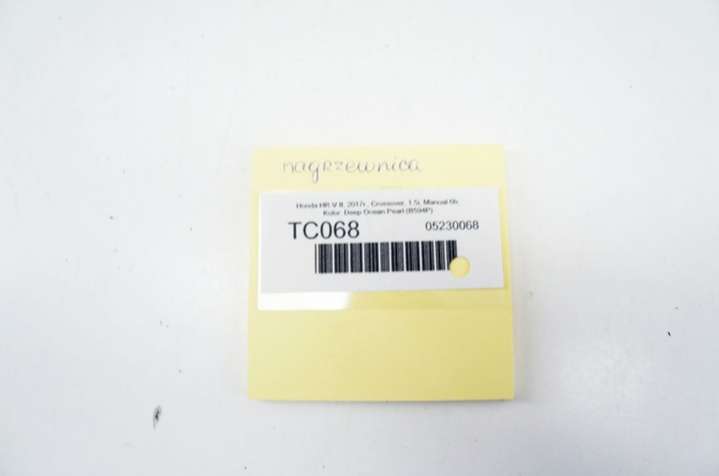 nagrzewnica
Honda HR-V II, 2017r., Crossover, 1.5i, Manual 6b
Kolor: Deep Ocean Pearl (B594P)
TC068 05230068